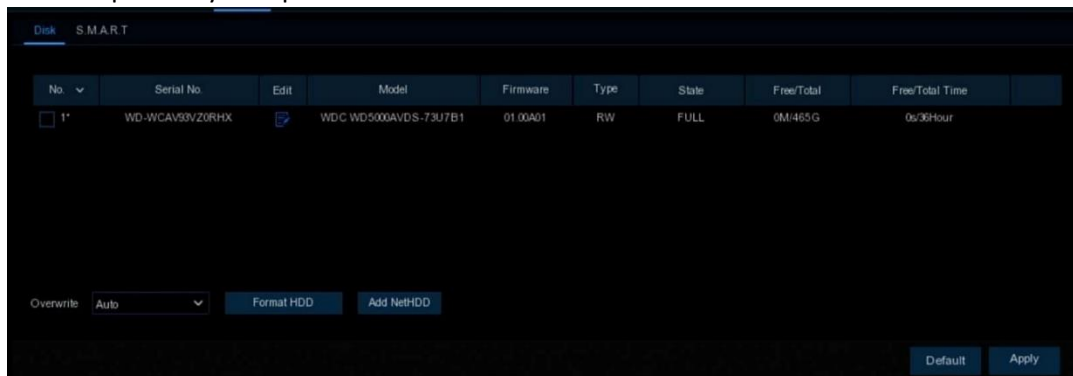 Disk S.M.A.R.T
No. Serial No. Edit Model Firmware Type State Free/Total Free/Total Time
1* WD-WCAV93VZ0RHX WDC WD5000AVDS-73U7B1 01.00A01 RW FULL 0M/465G 0s/36Hour
Overwrite Auto Format HDD Add NetHDD
Default Apply